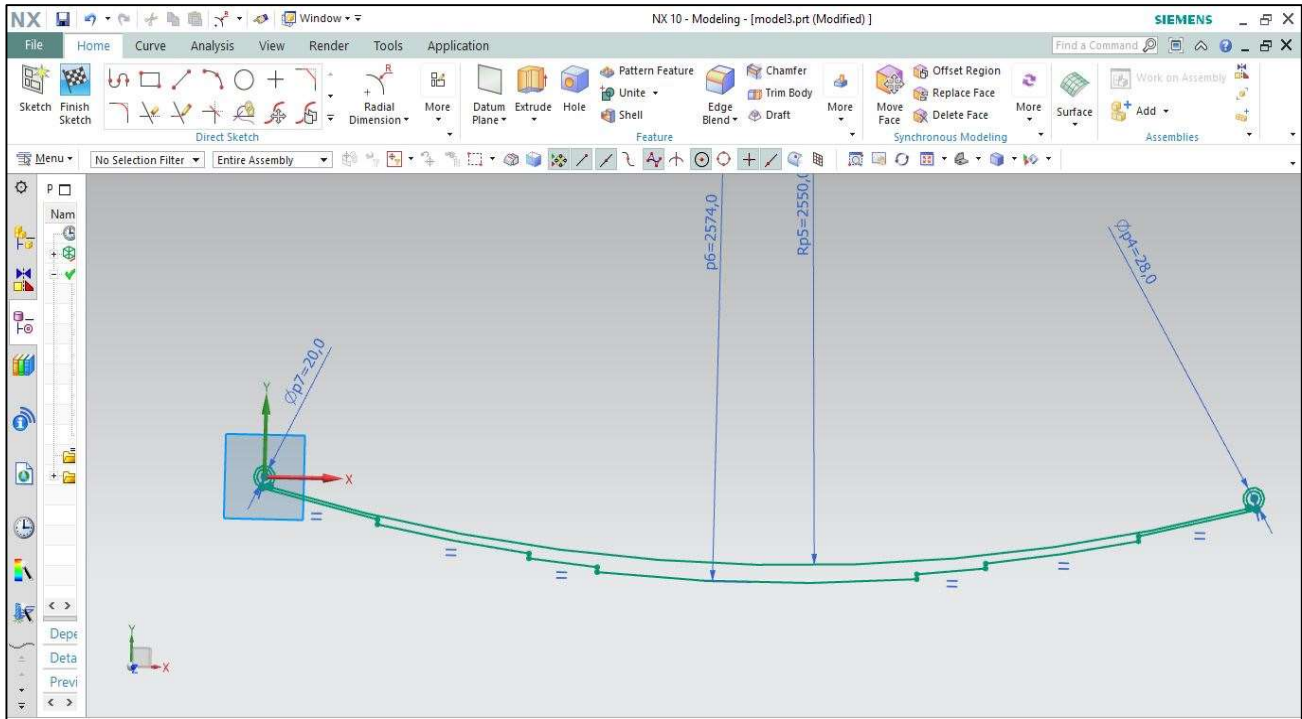 NX Window NX 10 - Modeling - [model3.prt (Modified) ] SIEMENS
File Home Curve Analysis View Render Tools Application Find a Command
Sketch Finish Sketch
Direct Sketch
Radial Dimension
More
Datum Plane Extrude Hole
Pattern Feature
Unite
Shell
Edge Blend
Chamfer
Trim Body
Draft
More
Feature
Move Face
Offset Region
Replace Face
Delete Face
More
Synchronous Modeling
Surface
Work on Assembly
Add
Assemblies
Menu No Selection Filter Entire Assembly
P
Nam
Depe
Deta
Previ
p6=2574,0
Rp5=2550,0
Øp4=28,0
Øp7=20,0
Y
X
Y
Z
X